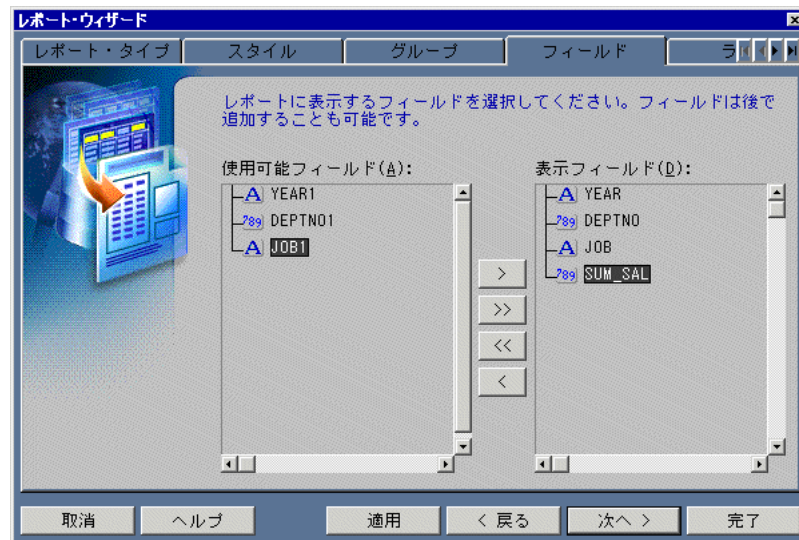 レポート・ウィザード
レポート・タイプ スタイル グループ フィールド ラ
レポートに表示するフィールドを選択してください。フィールドは後で
追加することも可能です。
使用可能フィールド(A):
YEAR1
DEPTNO1
JOB1
表示フィールド(D):
YEAR
DEPTNO
JOB
SUM_SAL
>
>>
<<
<
取消 ヘルプ 適用 < 戻る 次へ > 完了